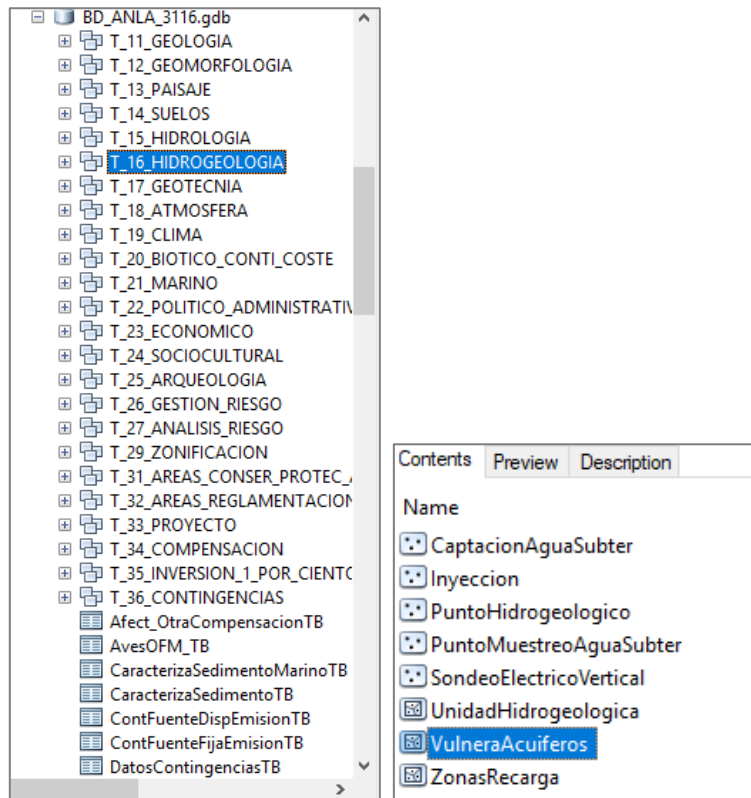 BD_ANLA_3116.gdb
T_11_GEOLOGIA
T_12_GEOMORFOLOGIA
T_13_PAISAJE
T_14_SUELOS
T_15_HIDROLOGIA
T_16_HIDROGEOLOGIA
T_17_GEOTECNIA
T_18_ATMOSFERA
T_19_CLIMA
T_20_BIOTICO_CONTI_COSTE
T_21_MARINO
T_22_POLITICO_ADMINISTRATIV
T_23_ECONOMICO
T_24_SOCIOCULTURAL
T_25_ARQUEOLOGIA
T_26_GESTION_RIESGO
T_27_ANALISIS_RIESGO
T_29_ZONIFICACION
T_31_AREAS_CONSER_PROTEC_
T_32_AREAS_REGLAMENTACION
T_33_PROYECTO
T_34_COMPENSACION
T_35_INVERSION_1_POR_CIENTO
T_36_CONTINGENCIAS
Afect_OtraCompensacionTB
AvesOFM_TB
CaracterizaSedimentoMarinoTB
CaracterizaSedimentoTB
ContFuenteDispEmisionTB
ContFuenteFijaEmisionTB
DatosContingenciasTB
Contents Preview Description
Name
CaptacionAguaSubter
Inyeccion
PuntoHidrogeologico
PuntoMuestreoAguaSubter
SondeoElectricoVertical
UnidadHidrogeologica
VulneraAcuiferos
ZonasRecarga